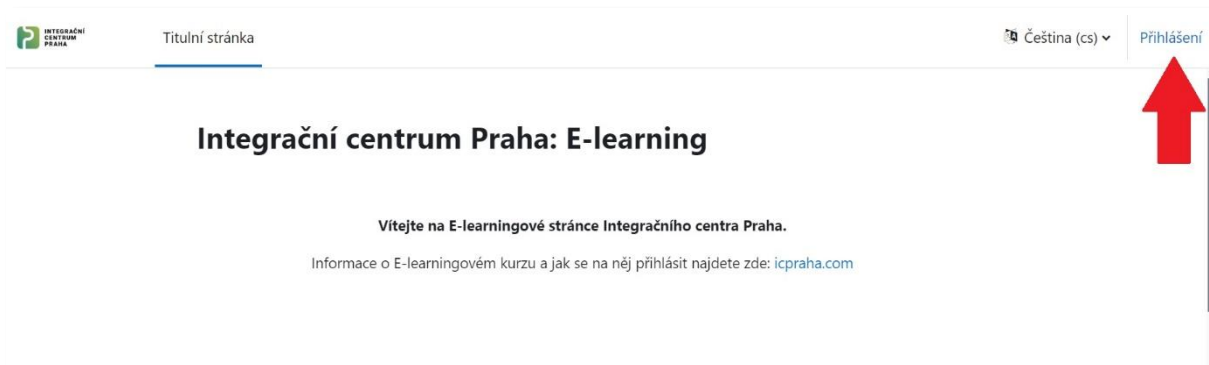 INTEGRAČNÍ
CENTRUM
PRAHA
Titulní stránka
Čeština (cs)
Přihlášení
Integrační centrum Praha: E-learning
Vítejte na E-learningové stránce Integračního centra Praha.
Informace o E-learningovém kurzu a jak se na něj přihlásit najdete zde: icpraha.com